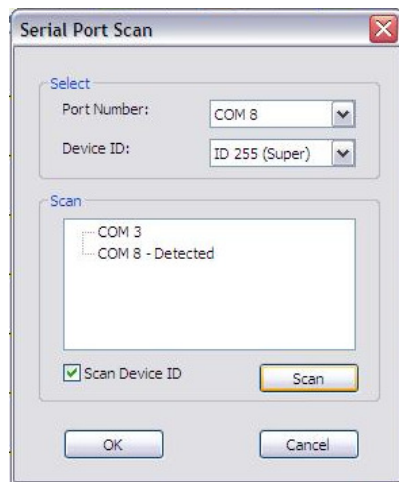 Serial Port Scan
Select
Port Number: COM 8
Device ID: ID 255 (Super)
Scan
COM 3
COM 8 - Detected
Scan Device ID Scan
OK Cancel